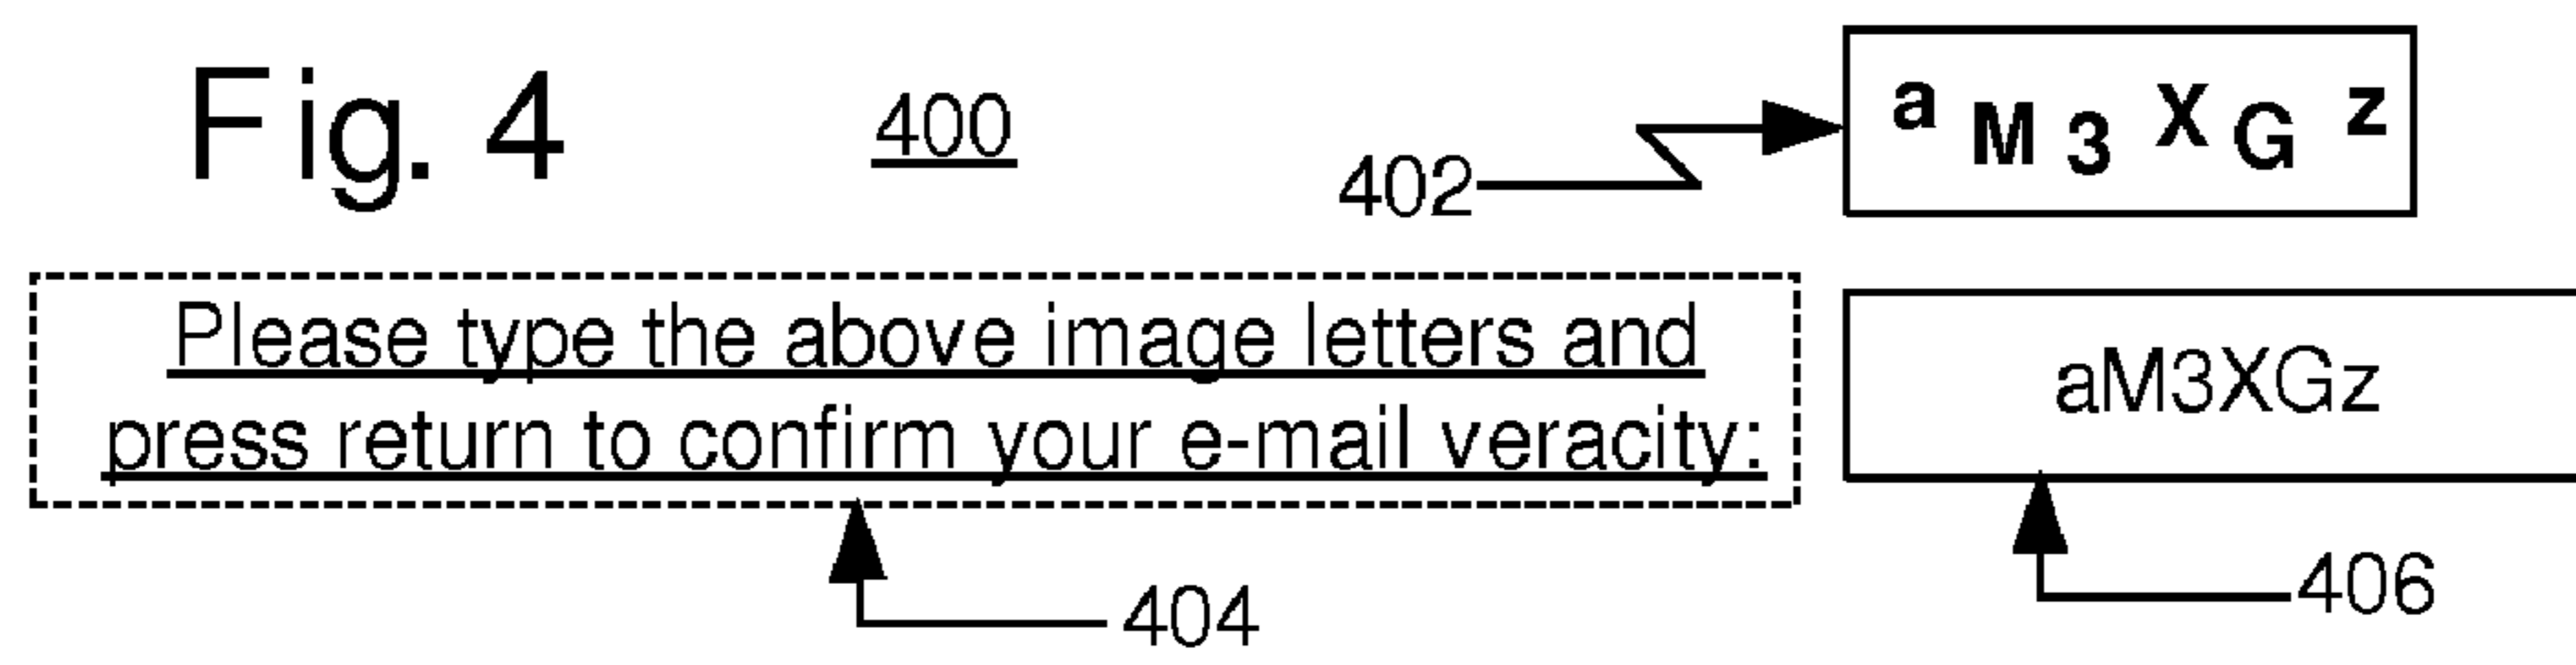 Fig. 4
400
402
a M 3 X G z
Please type the above image letters and
press return to confirm your e-mail veracity:
aM3XGz
404
406